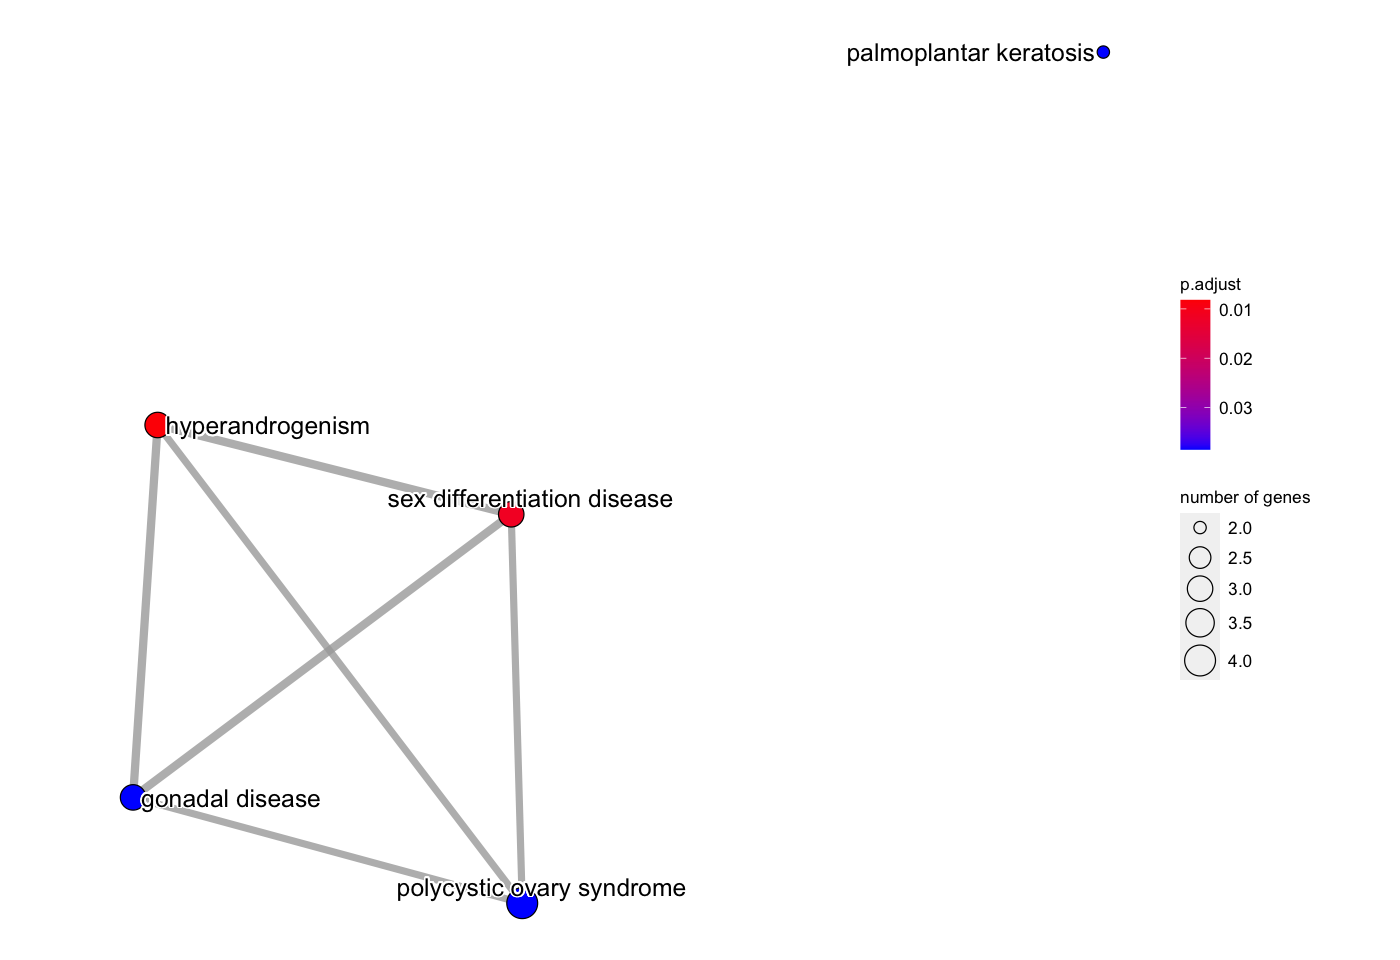 palmoplantar keratosis
p.adjust
0.01
0.02
0.03
hyperandrogenism
sex differentiation disease
number of genes
2.0
2.5
3.0
3.5
4.0
gonadal disease
polycystic ovary syndrome